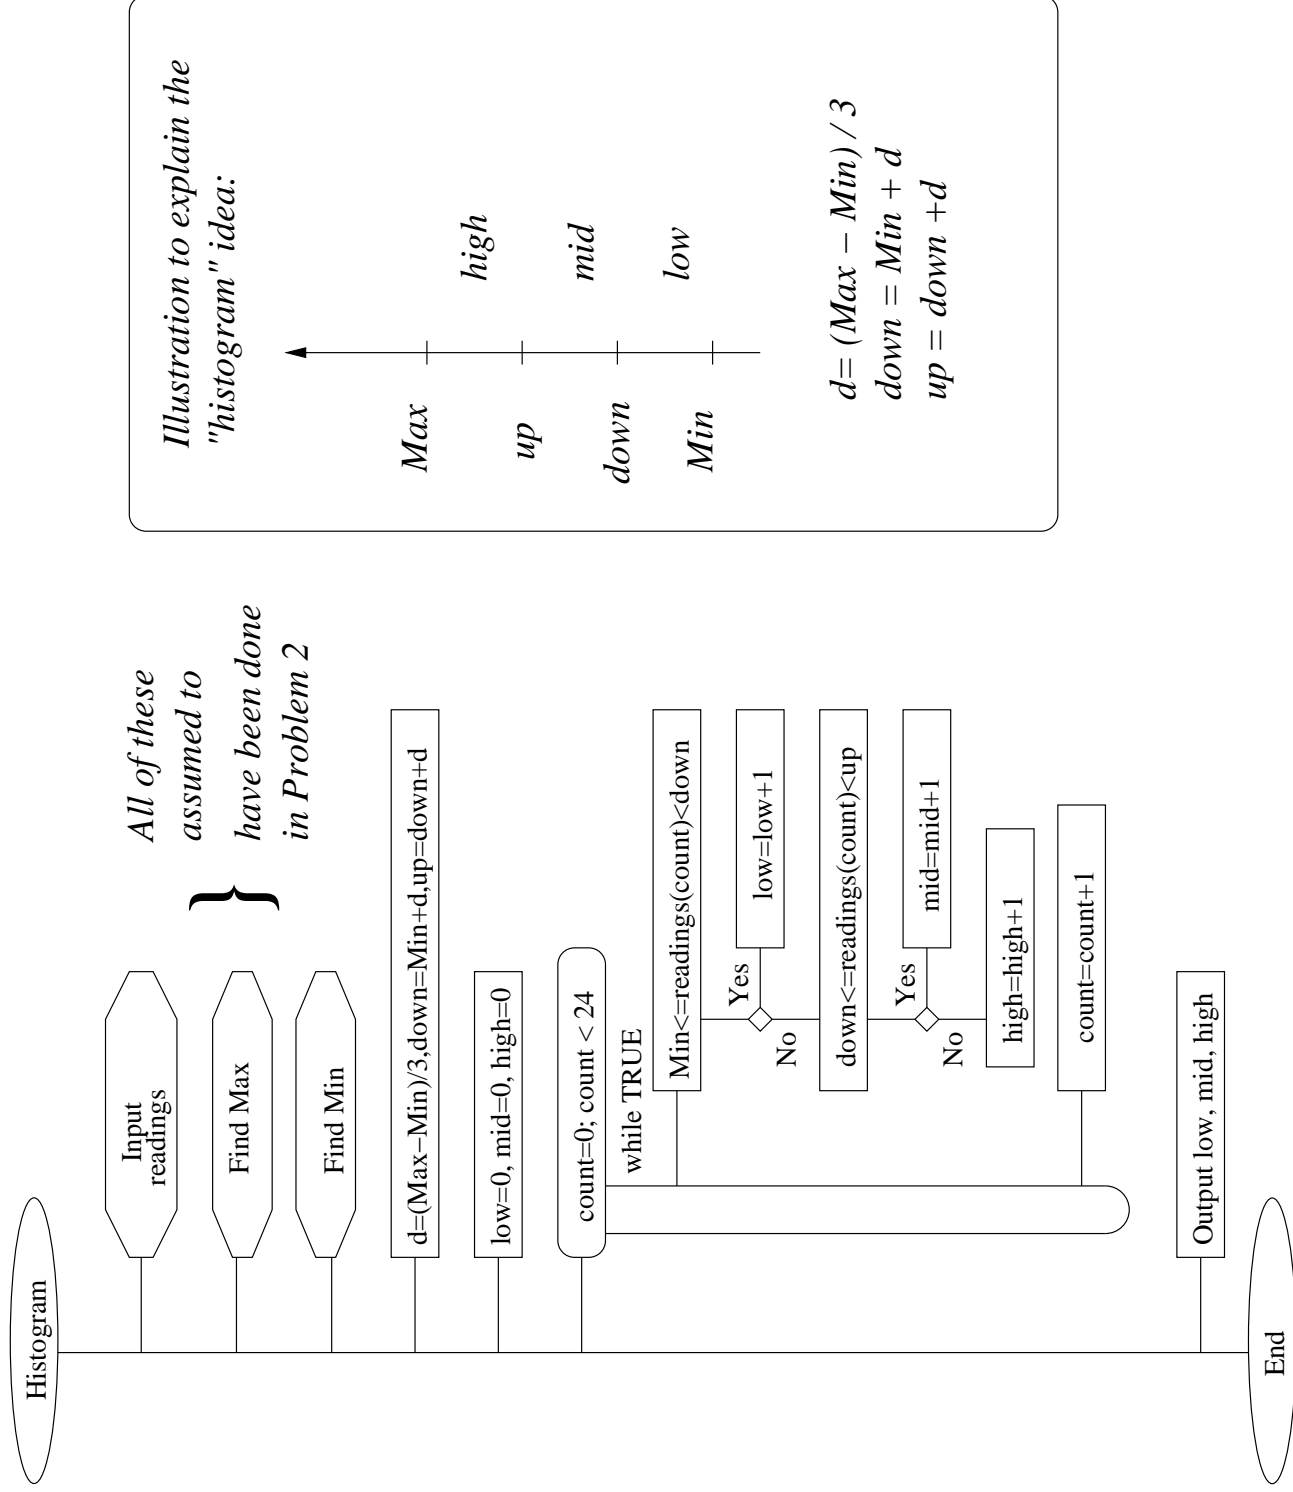 Histogram
Input
readings
Find Max
Find Min
All of these
assumed to
have been done
in Problem 2
}
d=(Max−Min)/3,down=Min+d,up=down+d
low=0, mid=0, high=0
count=0; count < 24
while TRUE
Min<=readings(count)<down
Yes
low=low+1
No
down<=readings(count)<up
Yes
mid=mid+1
No
high=high+1
count=count+1
Output low, mid, high
End
Illustration to explain the
"histogram" idea:
Max
high
up
mid
down
low
Min
d= (Max − Min) / 3
down = Min + d
up = down +d